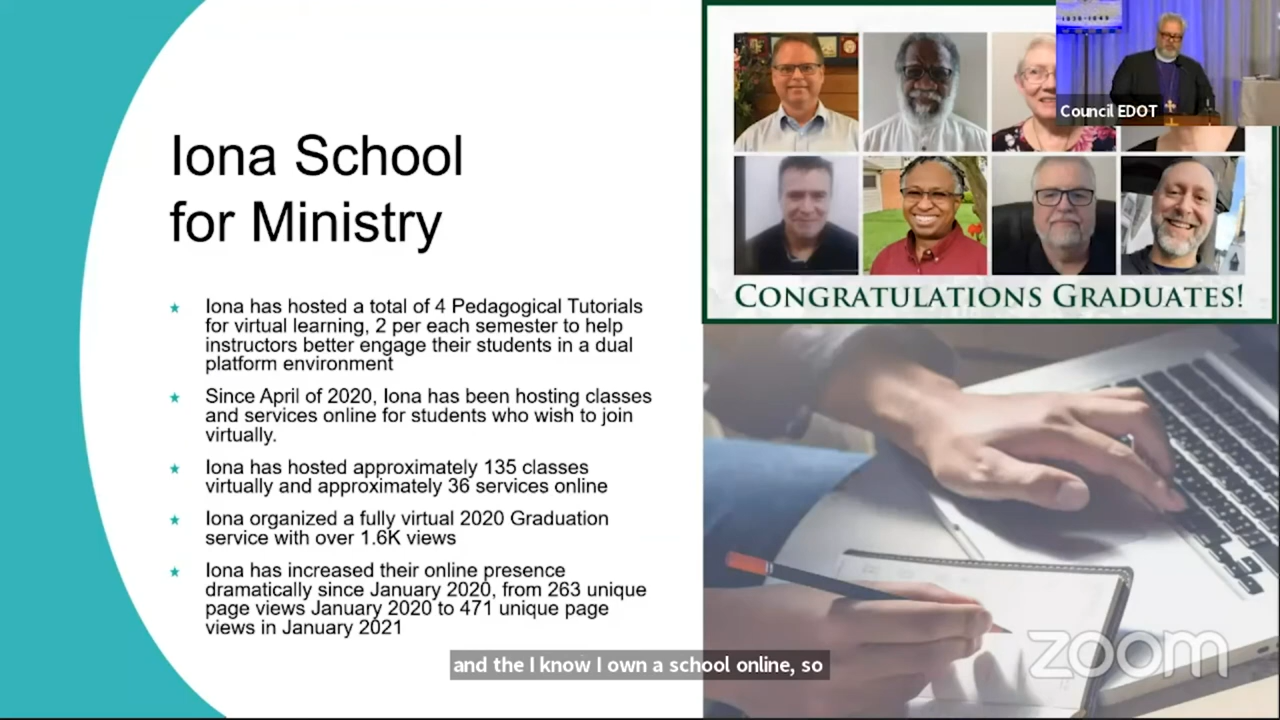 Iona School
for Ministry
Iona has hosted a total of 4 Pedagogical Tutorials
for virtual learning, 2 per each semester to help
instructors better engage their students in a dual
platform environment
Since April of 2020, Iona has been hosting classes
and services online for students who wish to join
virtually.
Iona has hosted approximately 135 classes
virtually and approximately 36 services online
Iona organized a fully virtual 2020 Graduation
service with over 1.6K views
Iona has increased their online presence
dramatically since January 2020, from 263 unique
page views January 2020 to 471 unique page
views in January 2021
1838-1849
Council EDOT
CONGRATULATIONS GRADUATES!
zoom
and the I know I own a school online, so